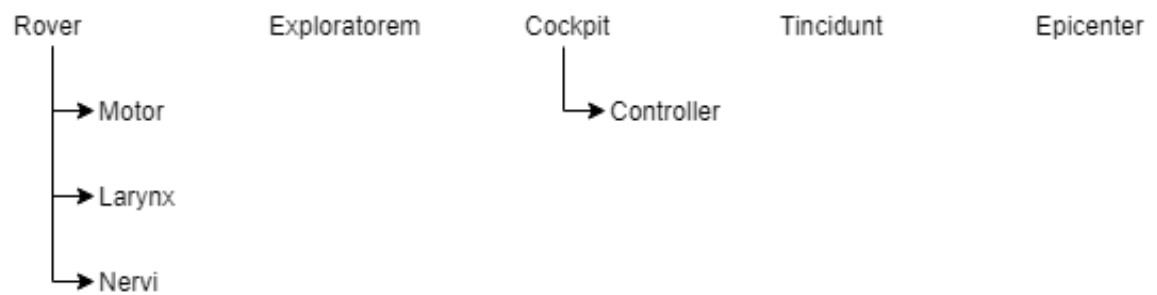 Rover Exploratorem Cockpit Tincidunt Epicenter
Motor Controller
Larynx
Nervi